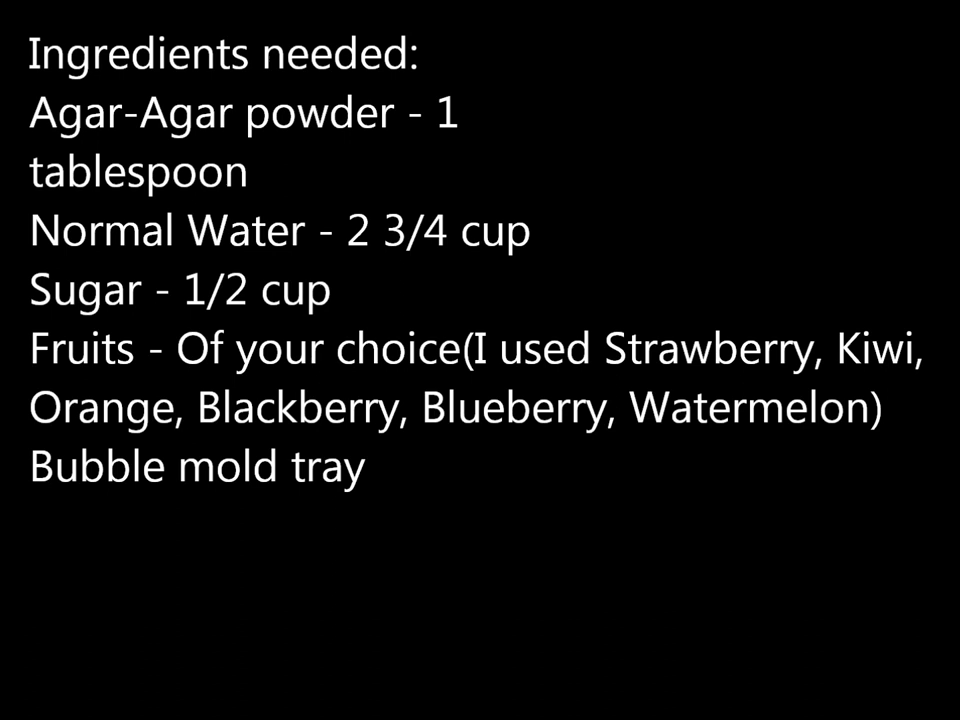 Ingredients needed:
Agar-Agar powder - 1
tablespoon
Normal Water - 2 3/4 cup
Sugar - 1/2 cup
Fruits - Of your choice(I used Strawberry, Kiwi,
Orange, Blackberry, Blueberry, Watermelon)
Bubble mold tray